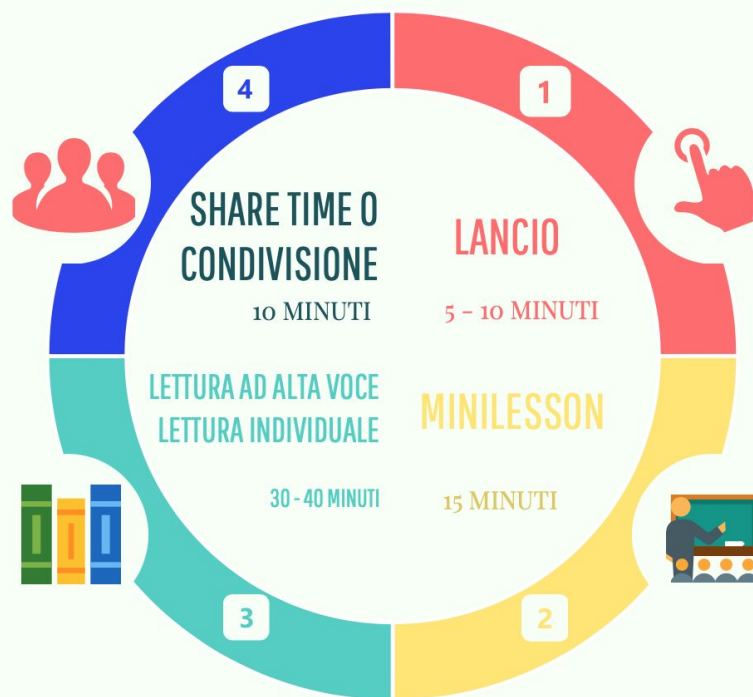 1
LANCIO
5 - 10 MINUTI
2
MINILESSON
15 MINUTI
3
LETTURA AD ALTA VOCE
LETTURA INDIVIDUALE
30 - 40 MINUTI
4
SHARE TIME O
CONDIVISIONE
10 MINUTI